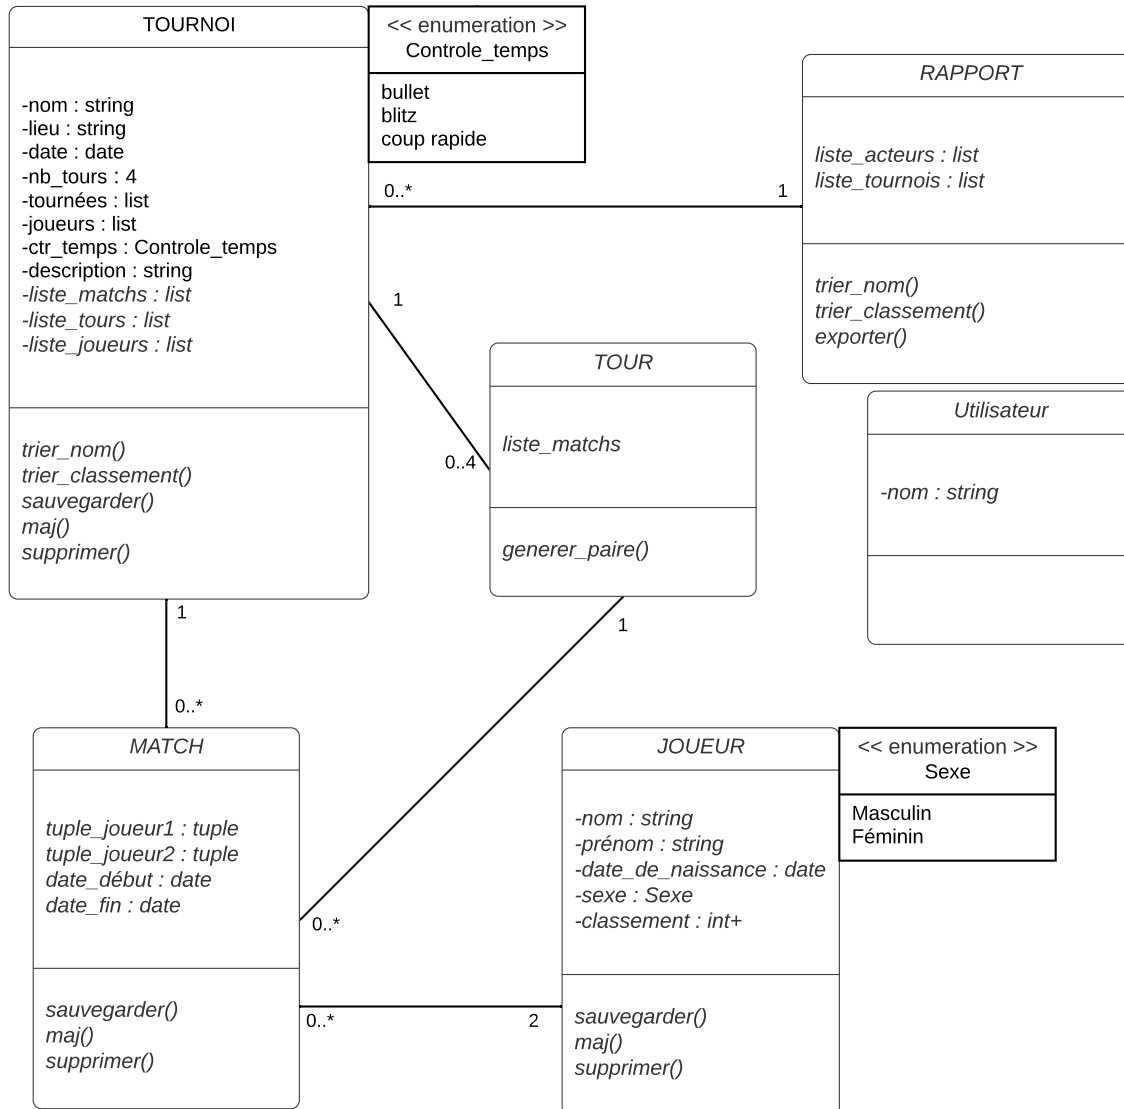 TOURNOI
-nom : string
-lieu : string
-date : date
-nb_tours : 4
-tournées : list
-joueurs : list
-ctr_temps : Controle_temps
-description : string
-liste_matchs : list
-liste_tours : list
-liste_joueurs : list
trier_nom()
trier_classement()
sauvegarder()
maj()
supprimer()
<< enumeration >>
Controle_temps
bullet
blitz
coup rapide
0..*
1
RAPPORT
liste_acteurs : list
liste_tournois : list
trier_nom()
trier_classement()
exporter()
1
0..4
TOUR
liste_matchs
generer_paire()
Utilisateur
-nom : string
1
0..*
1
0..*
MATCH
tuple_joueur1 : tuple
tuple_joueur2 : tuple
date_début : date
date_fin : date
sauvegarder()
maj()
supprimer()
0..*
2
JOUEUR
-nom : string
-prénom : string
-date_de_naissance : date
-sexe : Sexe
-classement : int+
sauvegarder()
maj()
supprimer()
<< enumeration >>
Sexe
Masculin
Féminin